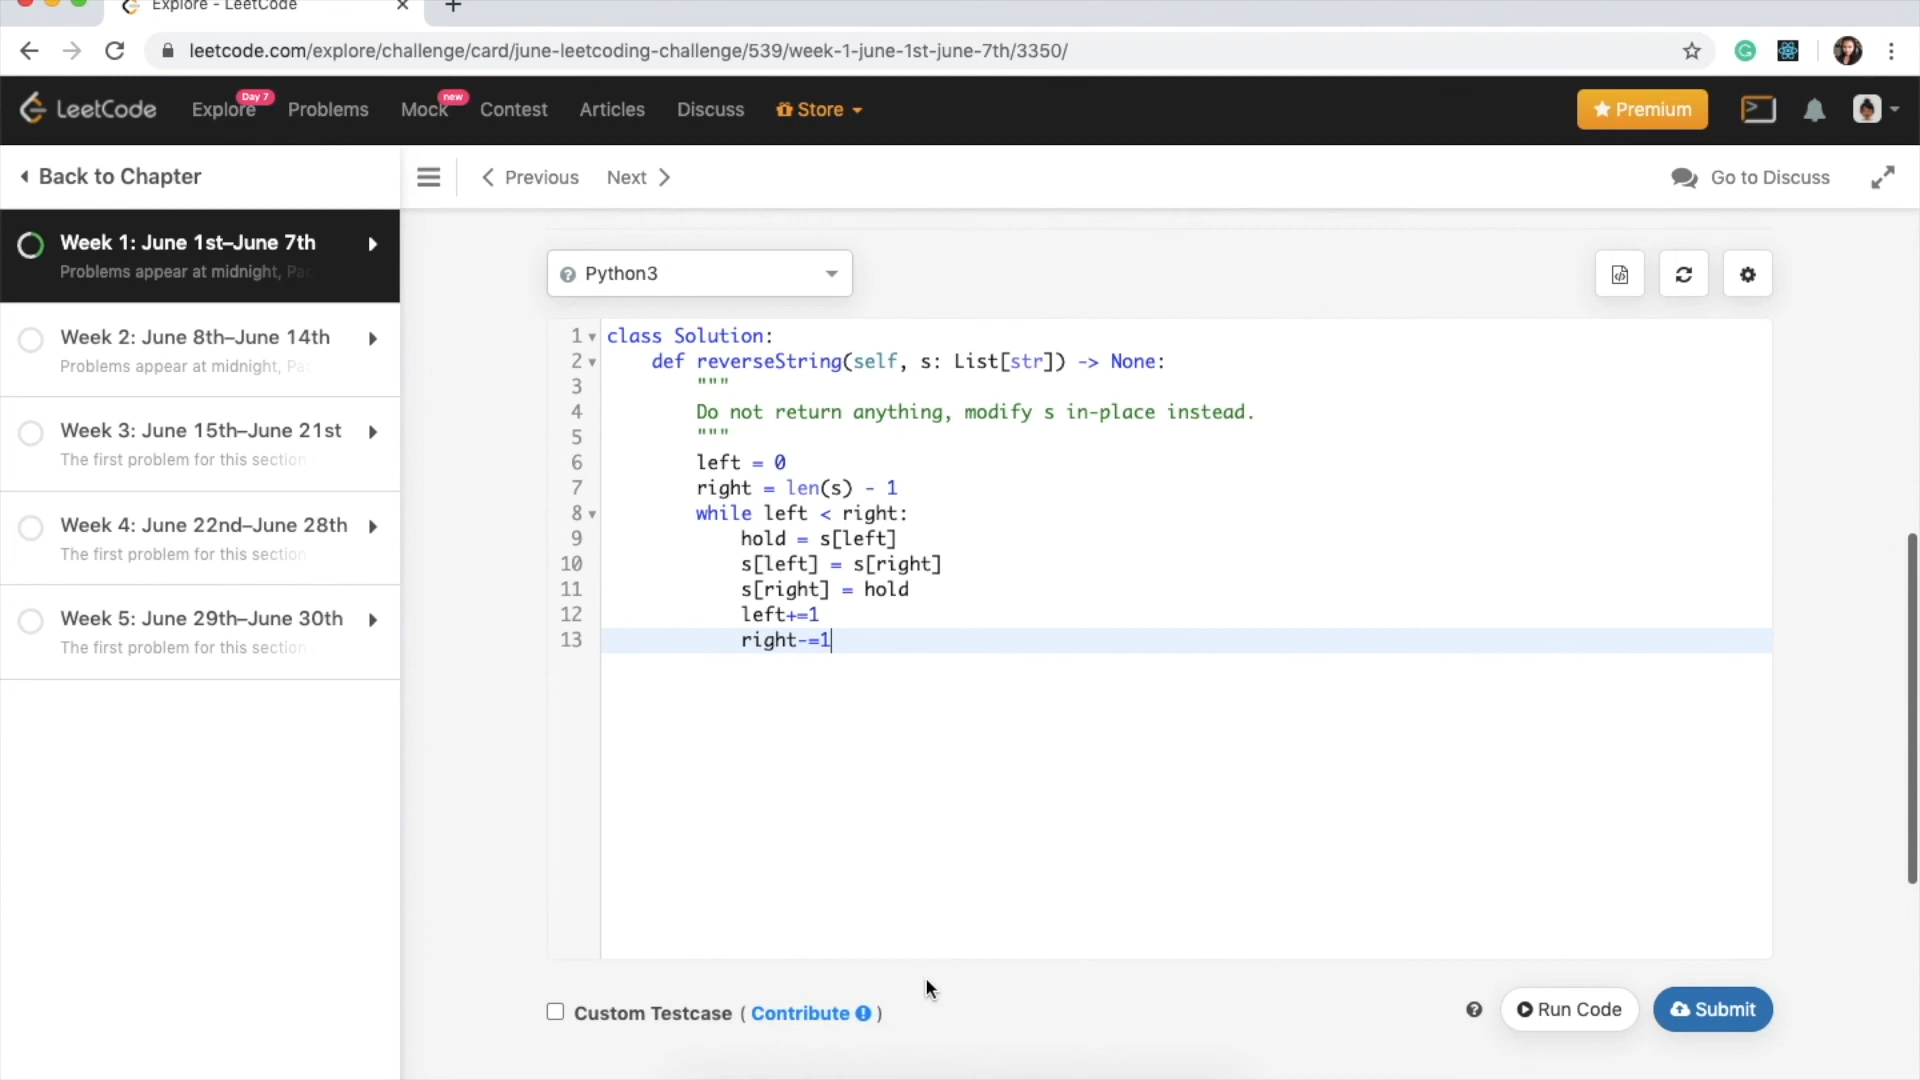 Explore - LeetCode
leetcode.com/explore/challenge/card/june-leetcoding-challenge/539/week-1-june-1st-june-7th/3350/
LeetCode Explore Day 7 Problems Mock new Contest Articles Discuss Store Premium
Back to Chapter Previous Next Go to Discuss
Week 1: June 1st–June 7th
Problems appear at midnight, Pac
Week 2: June 8th–June 14th
Problems appear at midnight, Pac
Week 3: June 15th–June 21st
The first problem for this section
Week 4: June 22nd–June 28th
The first problem for this section
Week 5: June 29th–June 30th
The first problem for this section
Python3
1 class Solution:
2 def reverseString(self, s: List[str]) -> None:
3 """
4 Do not return anything, modify s in-place instead.
5 """
6 left = 0
7 right = len(s) - 1
8 while left < right:
9 hold = s[left]
10 s[left] = s[right]
11 s[right] = hold
12 left+=1
13 right-=1
Custom Testcase ( Contribute ) Run Code Submit